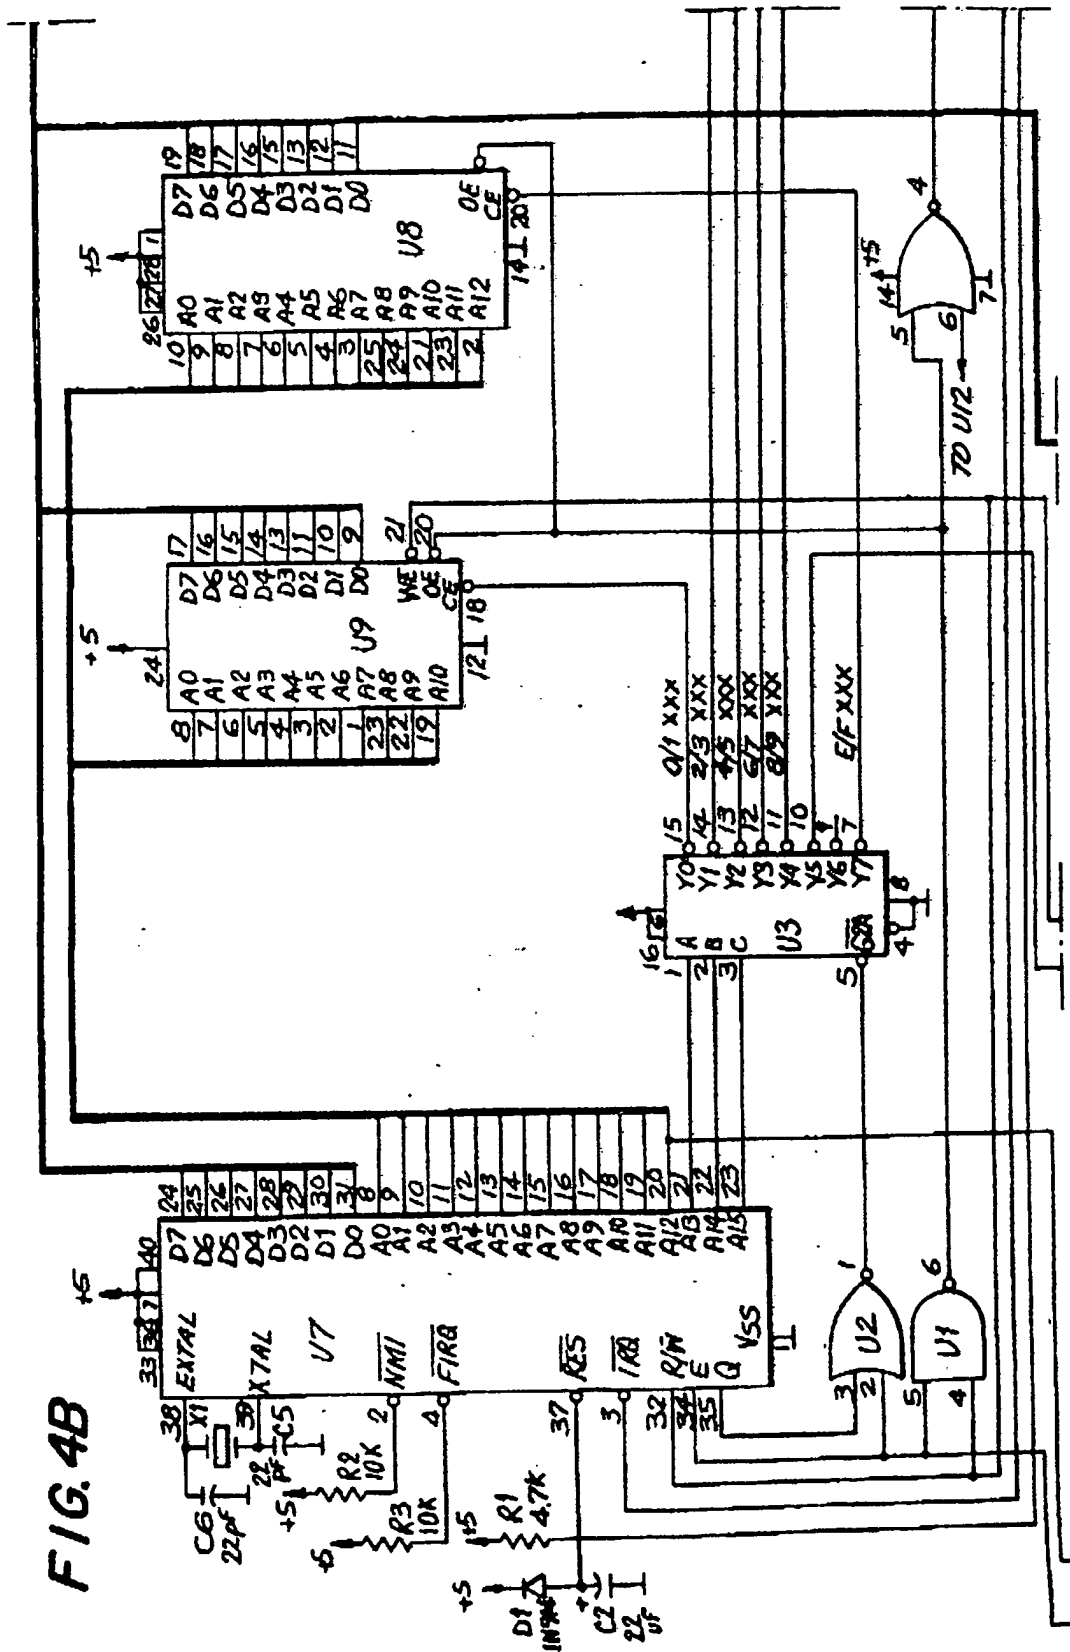 FIG. 4B
+5
33 36 7 40
38 EXTAL
X1
39 XTAL
C6
22pF
C5
22
PF
U7
D7 24
D6 25
D5 26
D4 27
D3 28
D2 29
D1 30
D0 31
A0 8
A1 9
A2 10
A3 11
A4 12
A5 13
A6 14
A7 15
A8 16
A9 17
A10 18
A11 19
A12 20
A13 21
A14 22
A15 23
+5
R2
10K
2 NMI
+5
R3
10K
4 FIRQ
+5
R1
4.7K
+5
D1
+
C2
22
UF
37 RES
3 IRQ
32 R/W
34 E
35 Q
VSS
3
2 U2 1
5
4 U1 6
+5
24
8 A0
7 A1
6 A2
5 A3
4 A4
3 A5
2 A6
1 A7
23 A8
22 A9
19 A10
U9
D7 17
D6 16
D5 15
D4 14
D3 13
D2 11
D1 10
D0 9
WE 21
OE 20
CE 18
12
16 6
1 A
2 B
3 C
U3
G2A
5
4
8
Y0 15 0/1 XXX
Y1 14 2/3 XXX
Y2 13 4/5 XXX
Y3 12 6/7 XXX
Y4 11 8/9 XXX
Y5 10
Y6
Y7 7 E/F XXX
+5
26 27 28 1
10 A0
9 A1
8 A2
7 A3
6 A4
5 A5
4 A6
3 A7
25 A8
24 A9
21 A10
23 A11
2 A12
U8
D7 19
D6 18
D5 17
D4 16
D3 15
D2 13
D1 12
D0 11
OE
CE
20
14
14 +5
5
6
4
7
TO U12